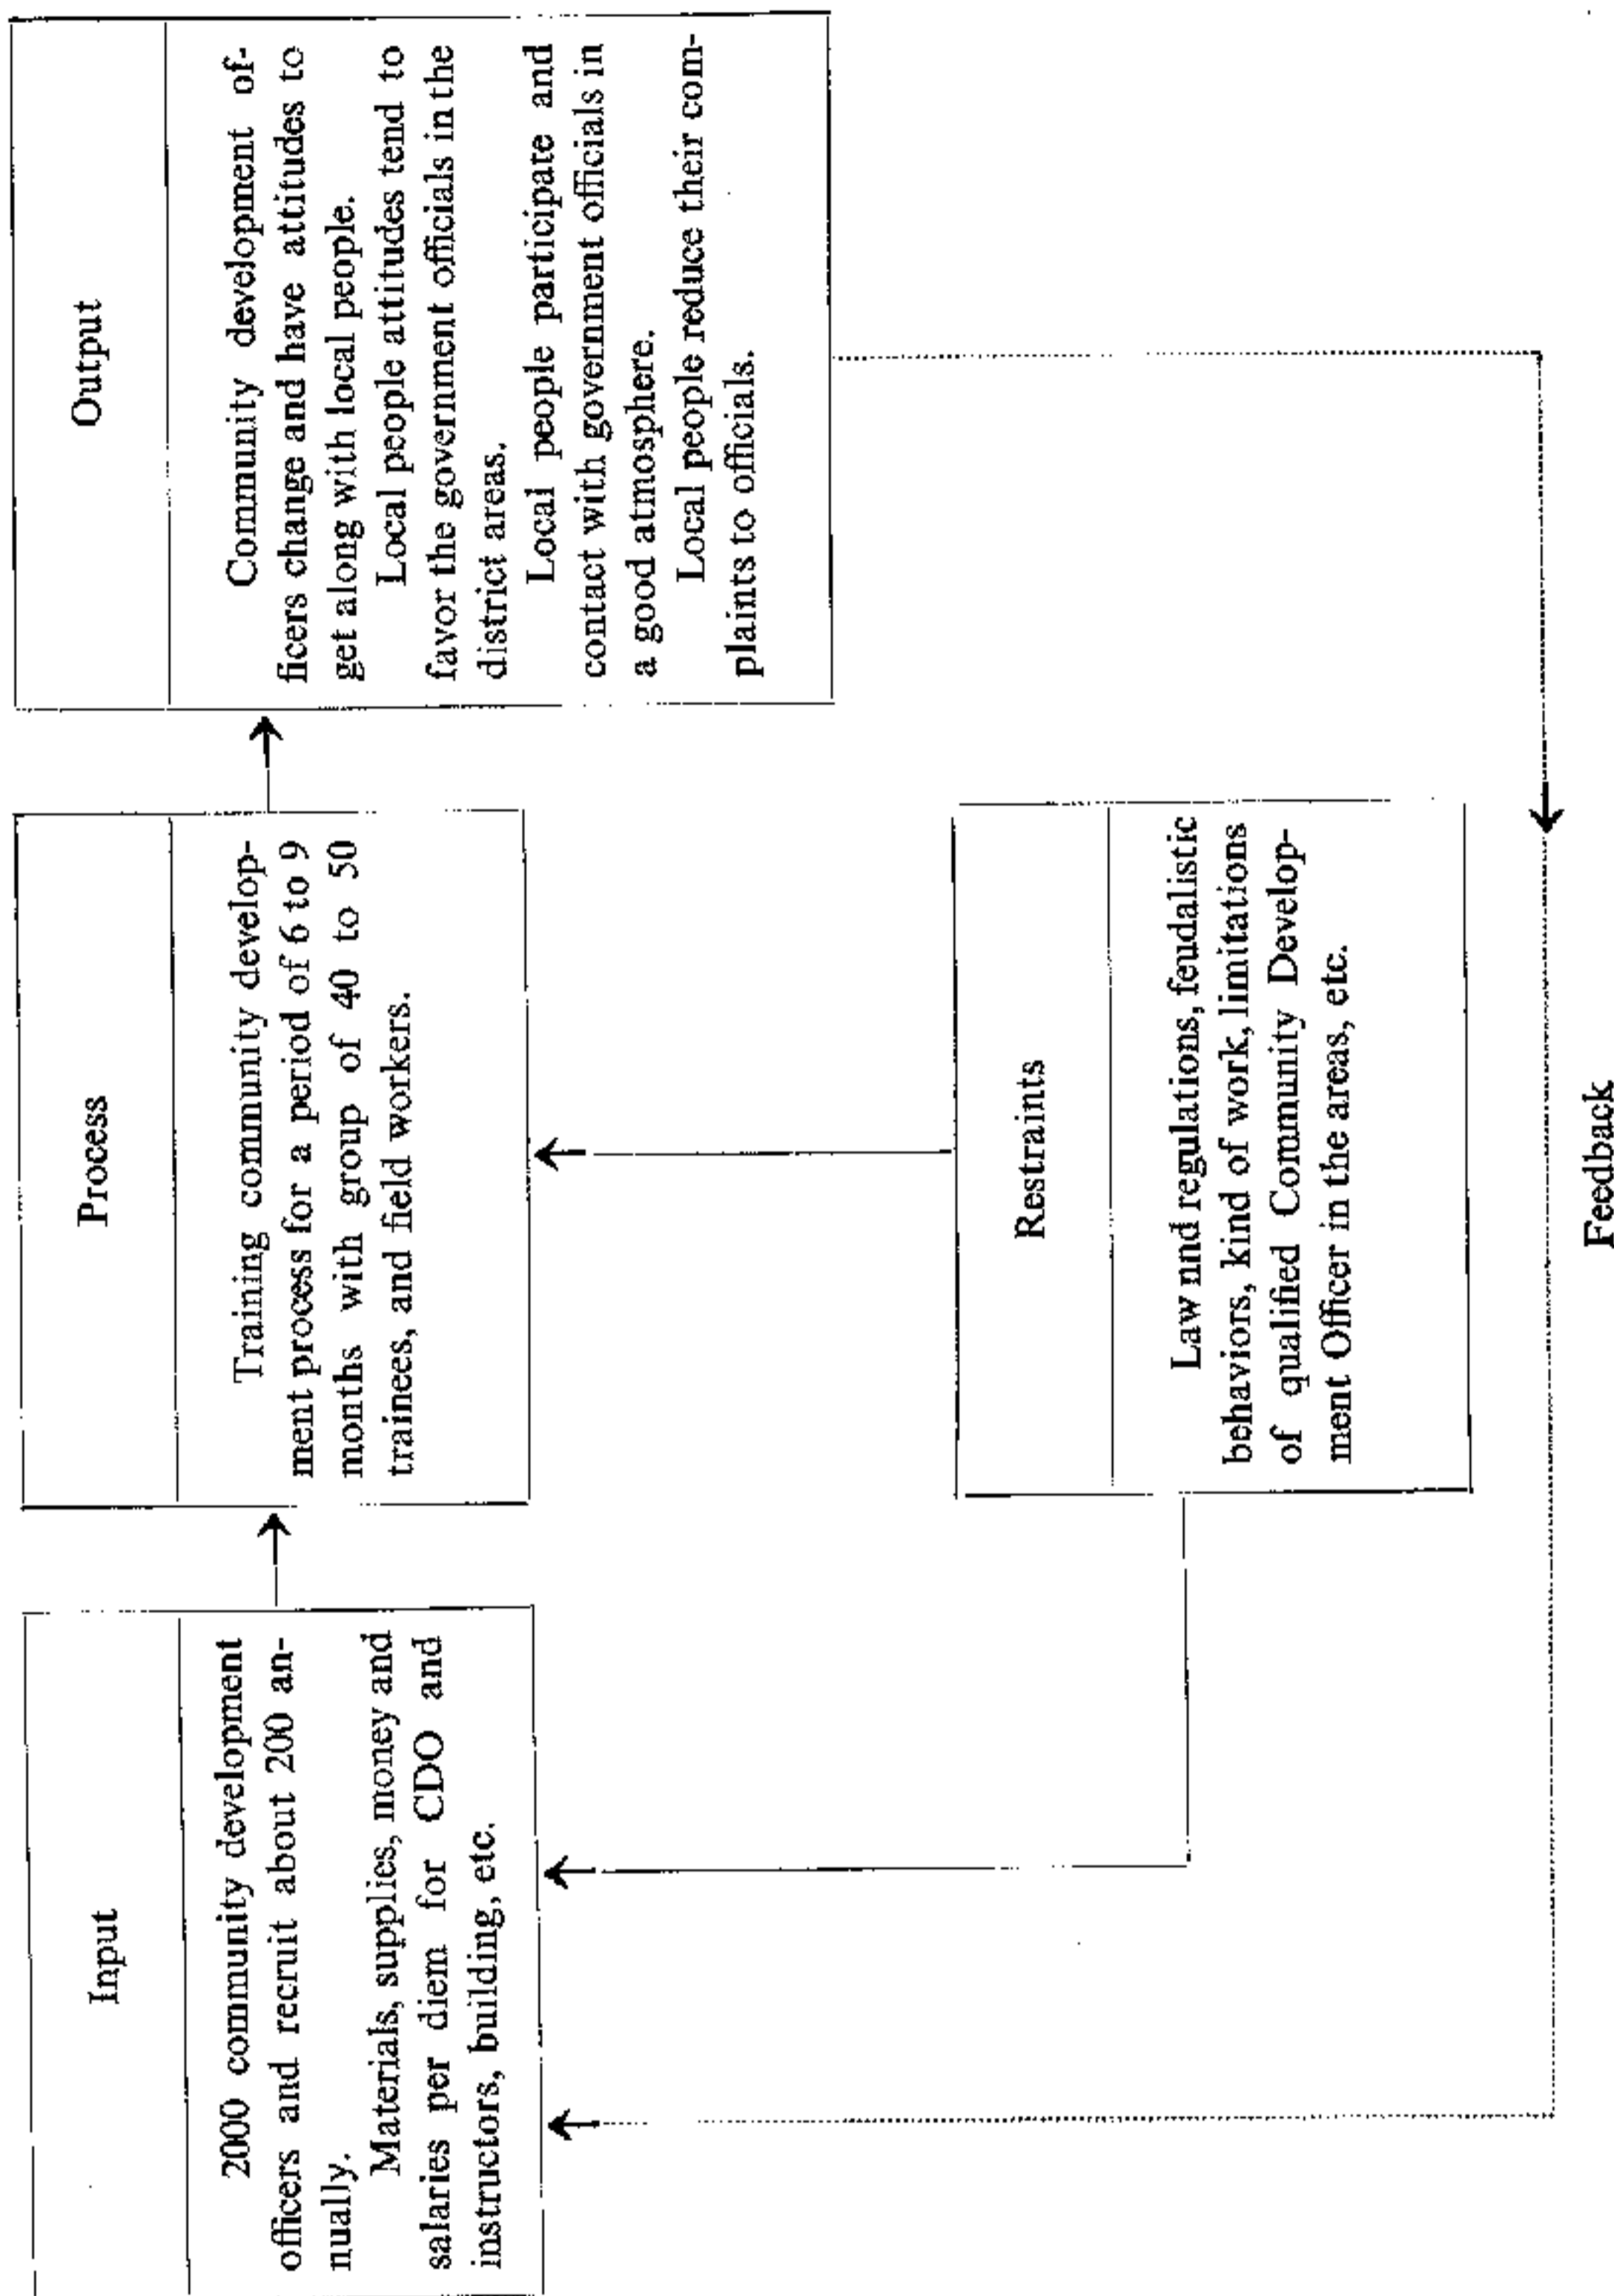 Input
2000 community development
officers and recruit about 200 an-
nually.
Materials, supplies, money and
salaries per diem for CDO and
instructors, building, etc.
Process
Training community develop-
ment process for a period of 6 to 9
months with group of 40 to 50
trainees, and field workers.
Output
Community development of-
ficers change and have attitudes to
get along with local people.
Local people attitudes tend to
favor the government officials in the
district areas.
Local people participate and
contact with government officials in
a good atmosphere.
Local people reduce their com-
plaints to officials.
Restraints
Law nnd regulations, feudalistic
behaviors, kind of work, limitations
of qualified Community Develop-
ment Officer in the areas, etc.
Feedback